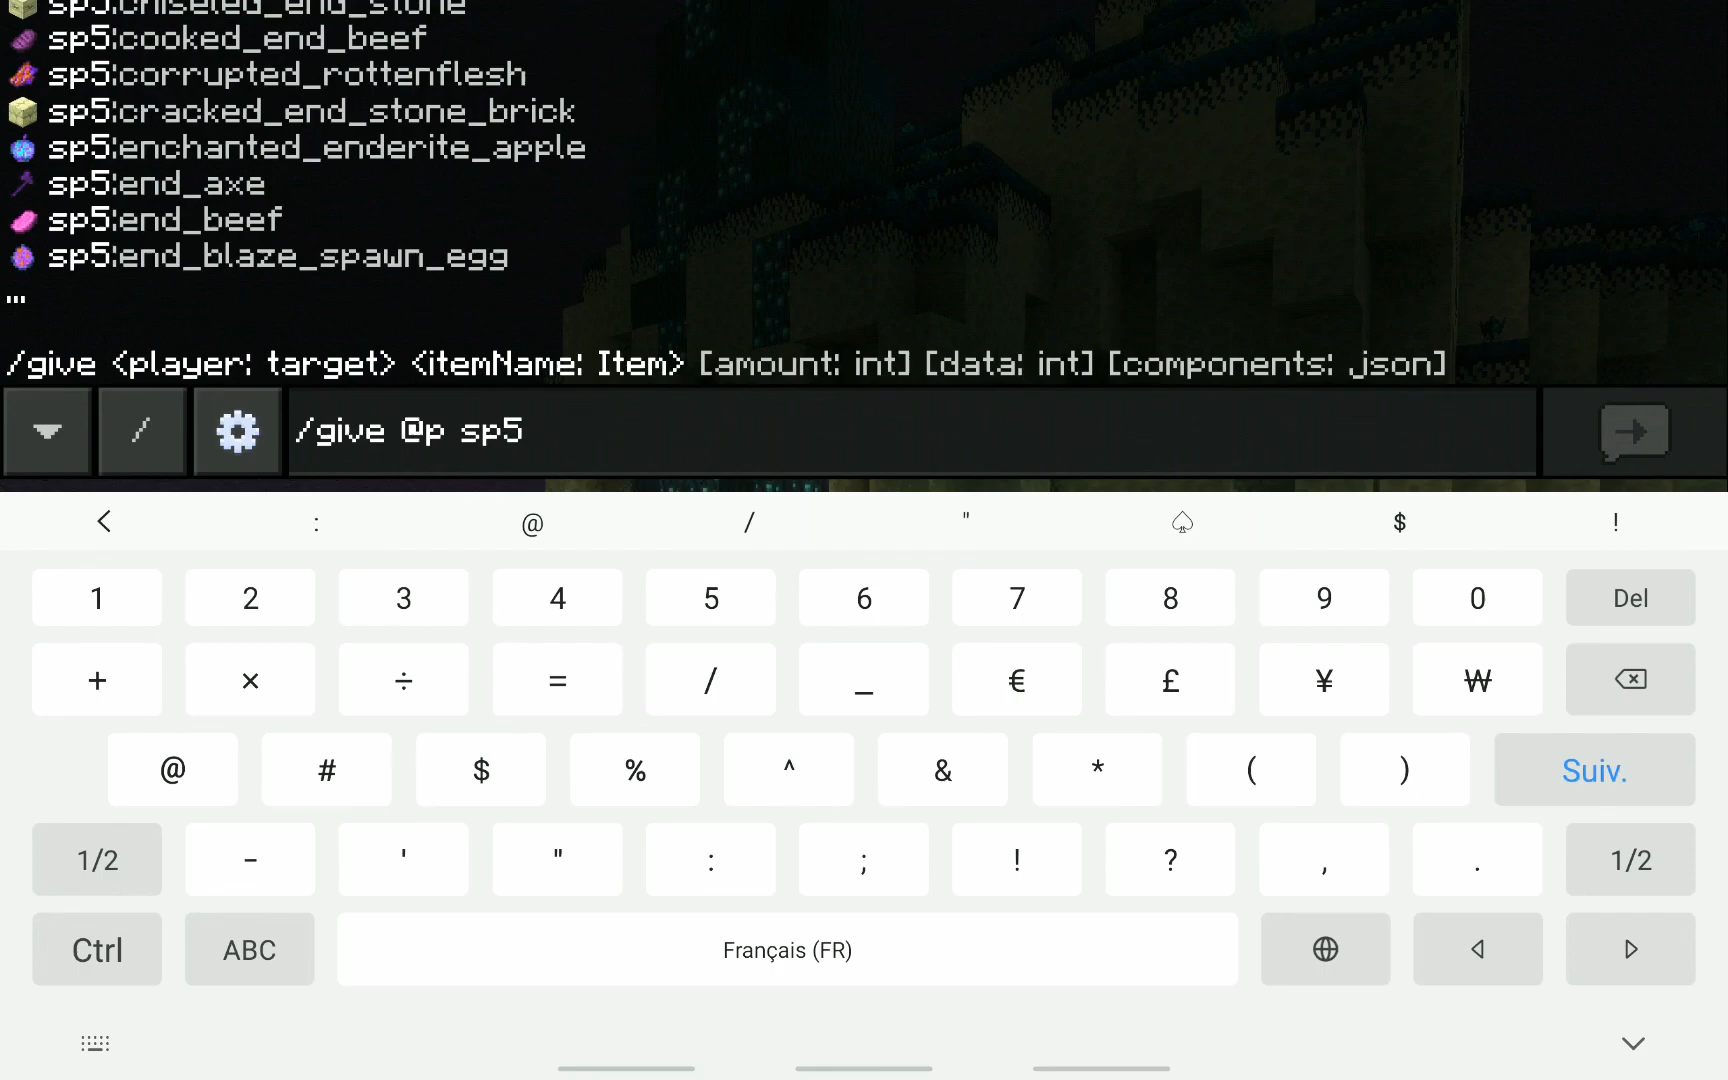 sp5:chiseled_end_stone
sp5:cooked_end_beef
sp5:corrupted_rottenflesh
sp5:cracked_end_stone_brick
sp5:enchanted_enderite_apple
sp5:end_axe
sp5:end_beef
sp5:end_blaze_spawn_egg
...
/give <player: target> <itemName: Item> [amount: int] [data: int] [components: .json]
/ /give @p sp5
: @ / " ♤ $ !
1 2 3 4 5 6 7 8 9 0 Del
+ × ÷ = / _ € £ ¥ ₩
@ # $ % ^ & * ( ) Suiv.
1/2 - ' " : ; ! ? , . 1/2
Ctrl ABC Français (FR)